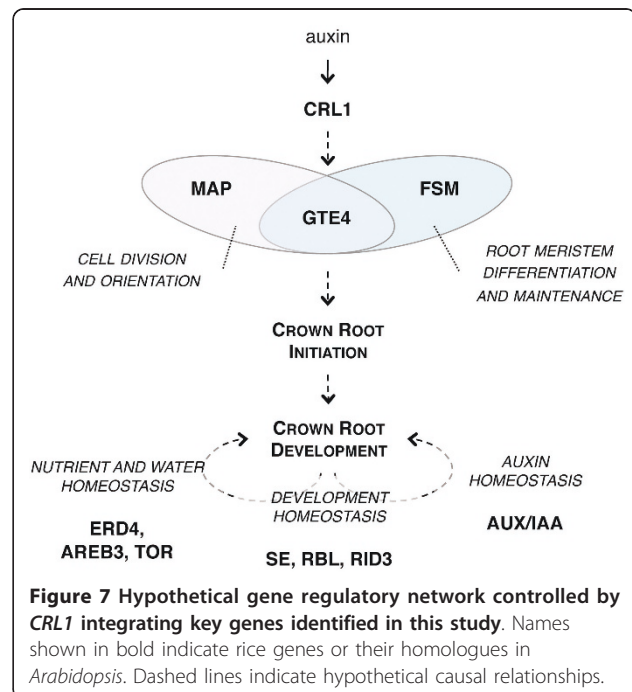 auxin
CRL1
MAP
FSM
GTE4
CELL DIVISION
AND ORIENTATION
ROOT MERISTEM
DIFFERENTIATION
AND MAINTENANCE
CROWN ROOT
INITIATION
CROWN ROOT
DEVELOPMENT
NUTRIENT AND WATER
HOMEOSTASIS
ERD4,
AREB3, TOR
DEVELOPMENT
HOMEOSTASIS
SE, RBL, RID3
AUXIN
HOMEOSTASIS
AUX/IAA
Figure 7 Hypothetical gene regulatory network controlled by
CRL1 integrating key genes identified in this study. Names
shown in bold indicate rice genes or their homologues in
Arabidopsis. Dashed lines indicate hypothetical causal relationships.